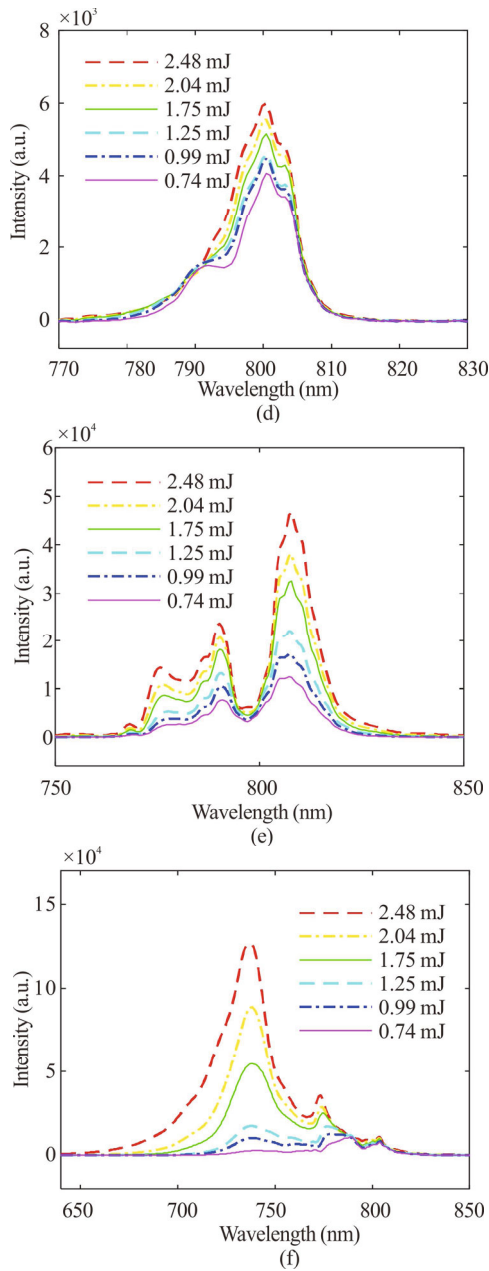 ×10³
8
6
4
2
0
Intensity (a.u.)
2.48 mJ
2.04 mJ
1.75 mJ
1.25 mJ
0.99 mJ
0.74 mJ
770 780 790 800 810 820 830
Wavelength (nm)
(d)
×10⁴
6
5
4
3
2
1
0
Intensity (a.u.)
2.48 mJ
2.04 mJ
1.75 mJ
1.25 mJ
0.99 mJ
0.74 mJ
750 800 850
Wavelength (nm)
(e)
×10⁴
15
10
5
0
Intensity (a.u.)
2.48 mJ
2.04 mJ
1.75 mJ
1.25 mJ
0.99 mJ
0.74 mJ
650 700 750 800 850
Wavelength (nm)
(f)